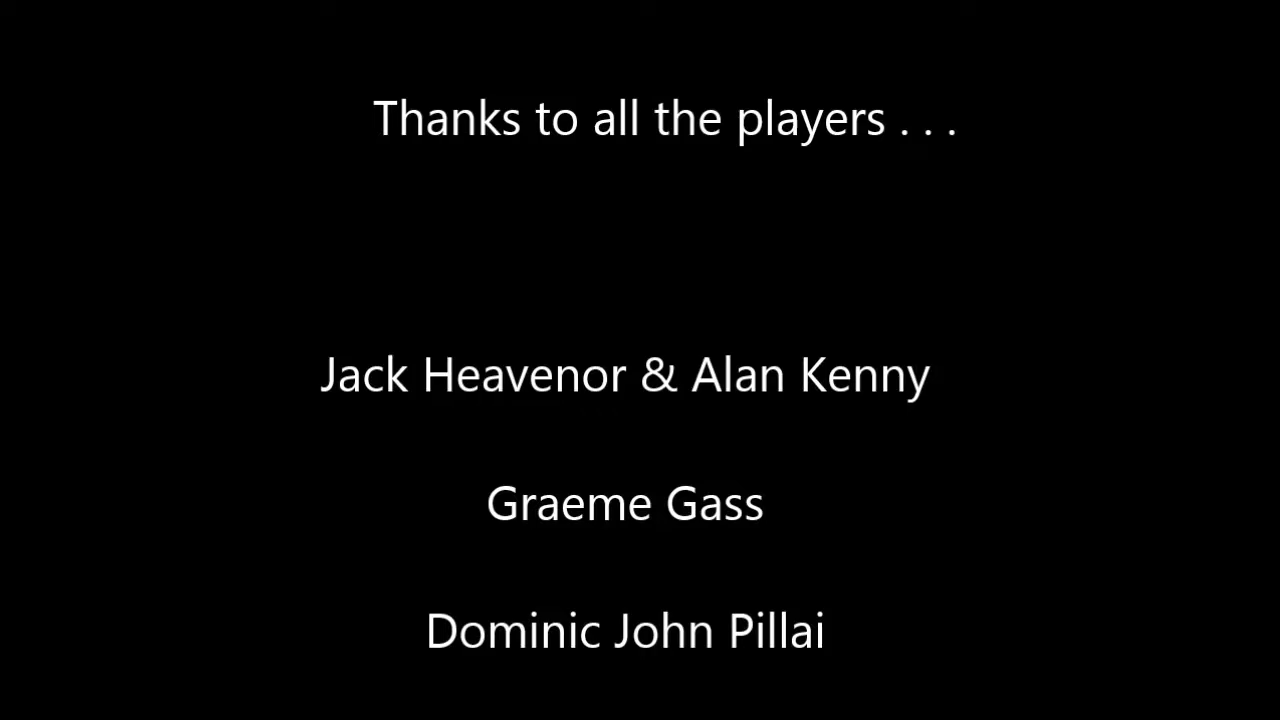 Thanks to all the players . . .
Jack Heavenor & Alan Kenny
Graeme Gass
Dominic John Pillai